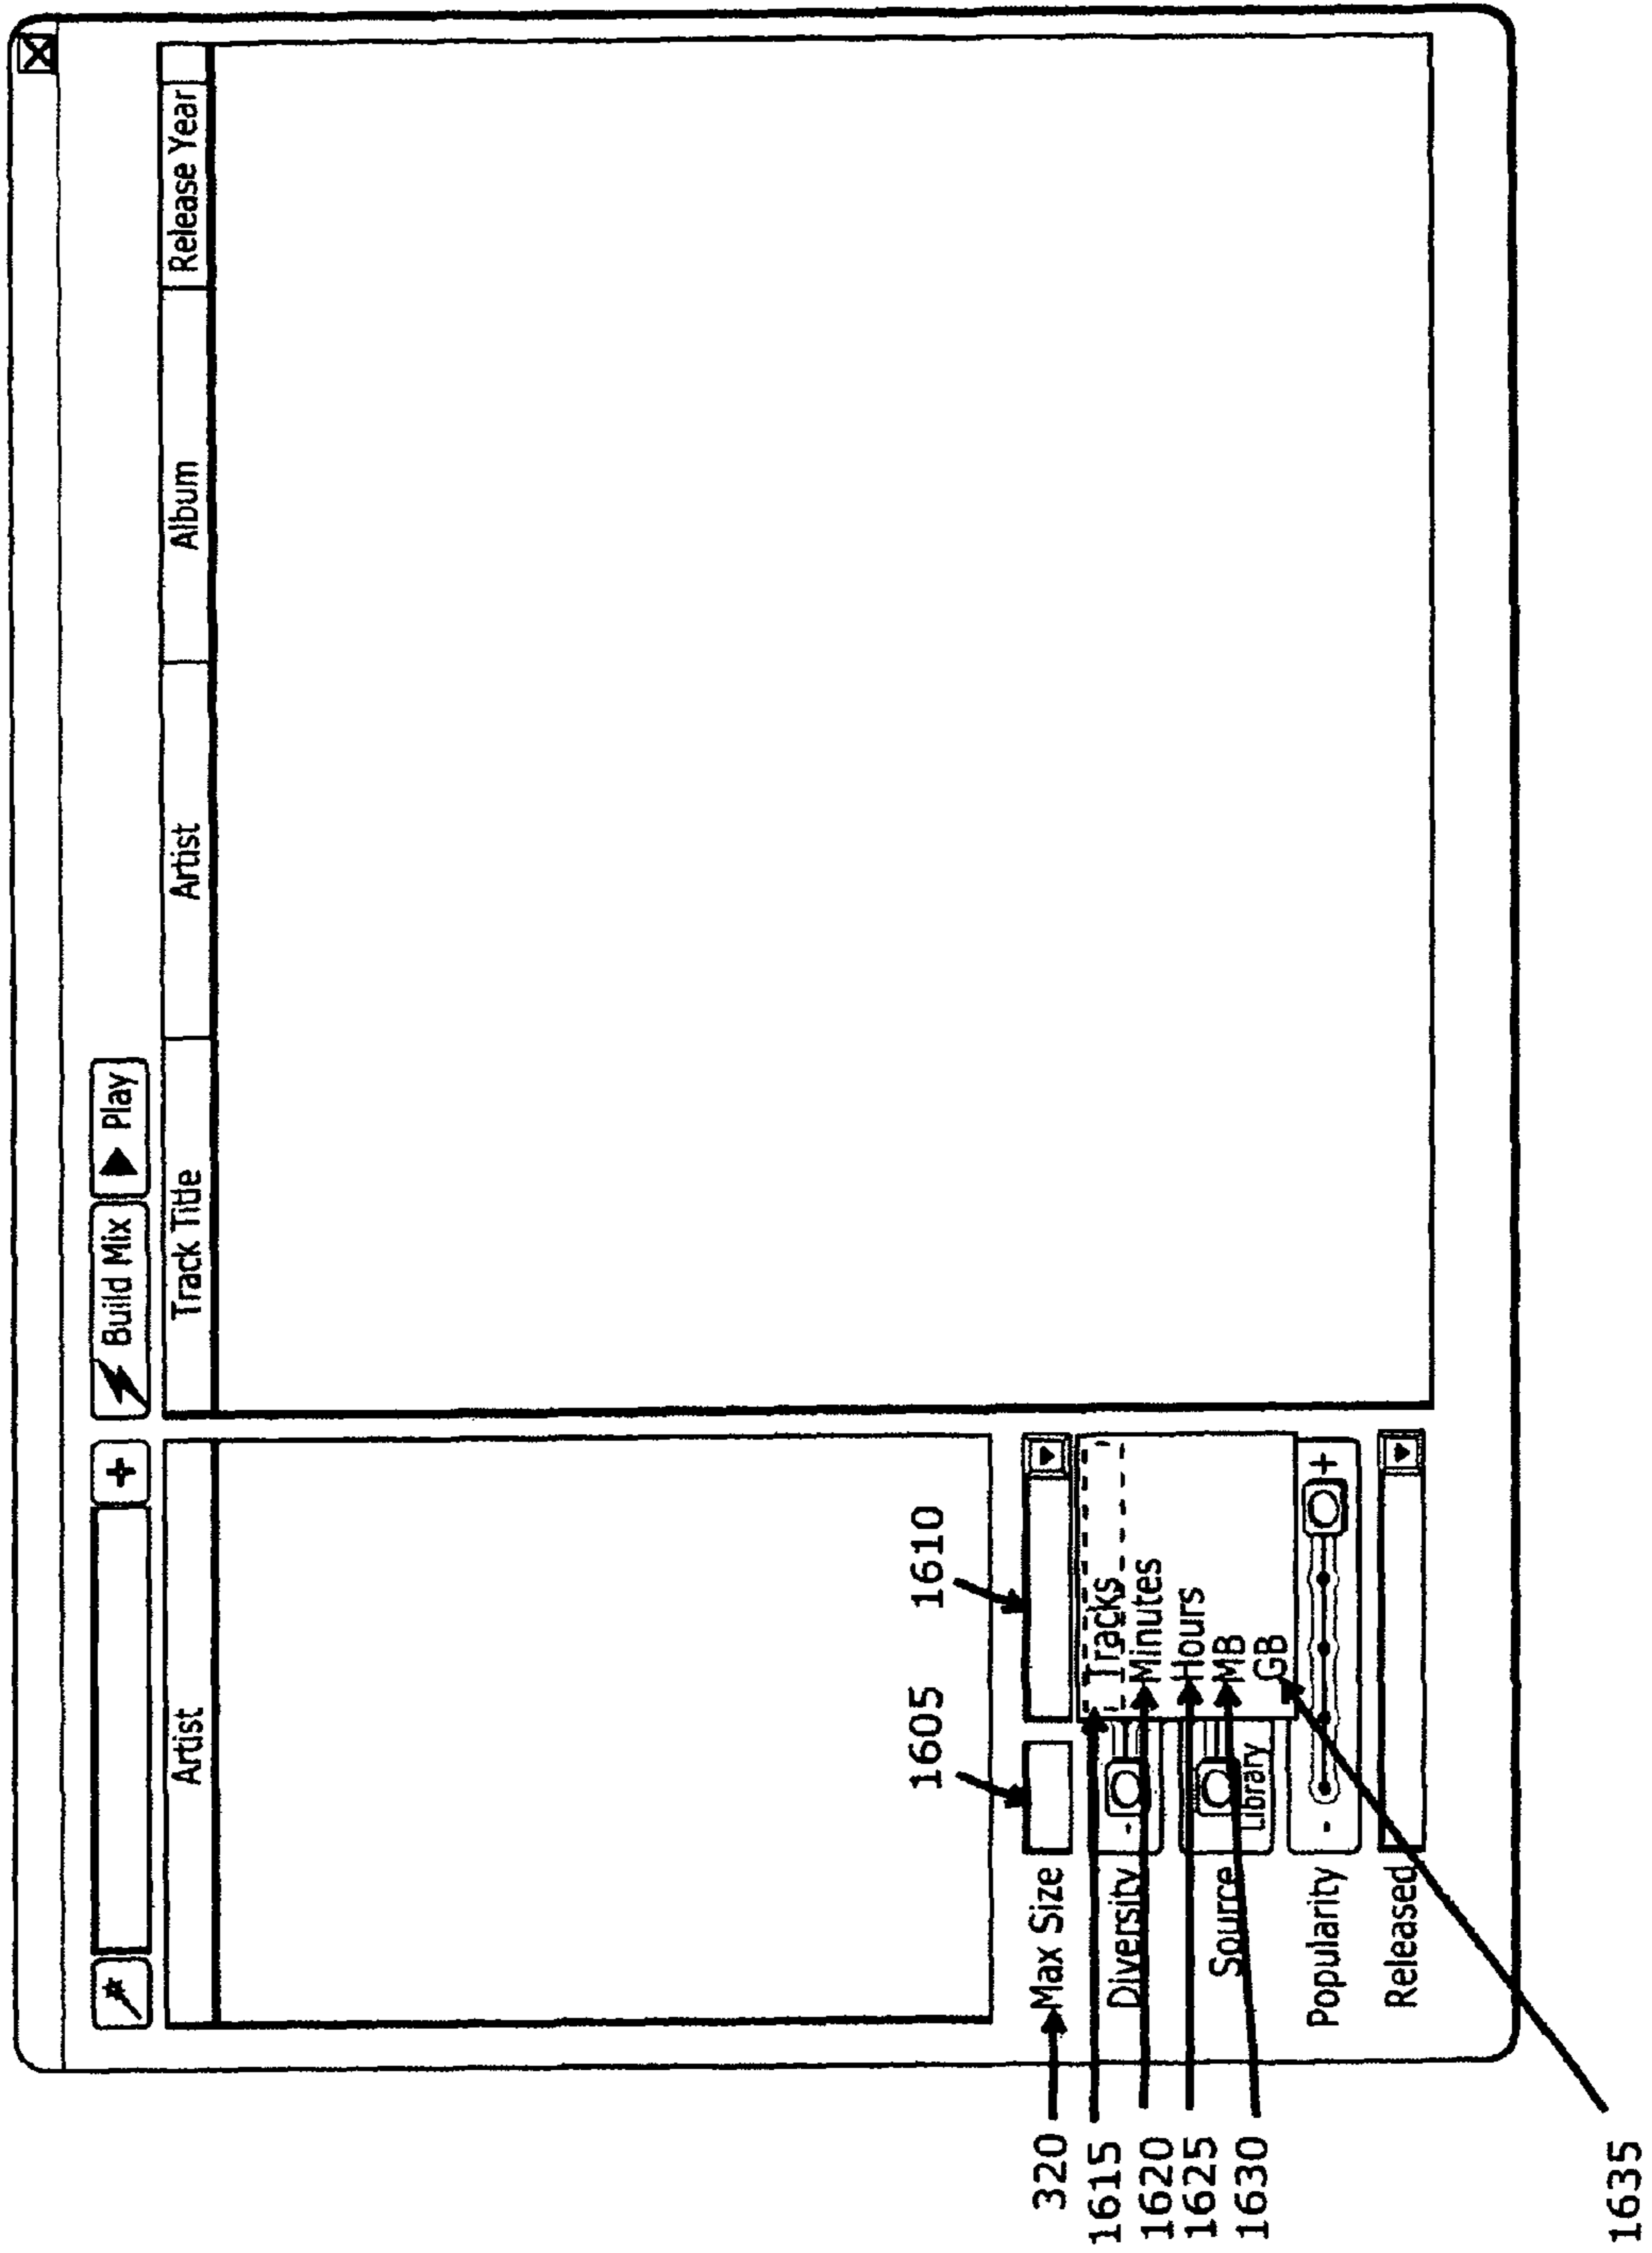 Build Mix
Play
Artist
Track Title
Artist
Album
Release Year
1605
1610
320
Max Size
1615
Tracks
Diversity
-
1620
Minutes
1625
Hours
Source
1630
MB
Library
GB
Popularity
- +
Released
1635